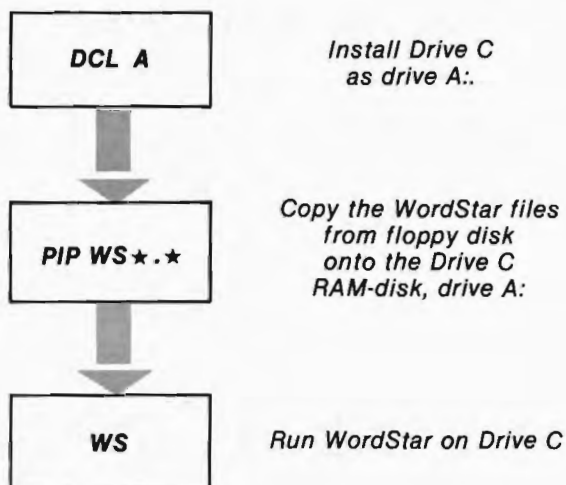 DCL A
Install Drive C
as drive A:.
PIP WS★.★
Copy the WordStar files
from floppy disk
onto the Drive C
RAM-disk, drive A:
WS
Run WordStar on Drive C